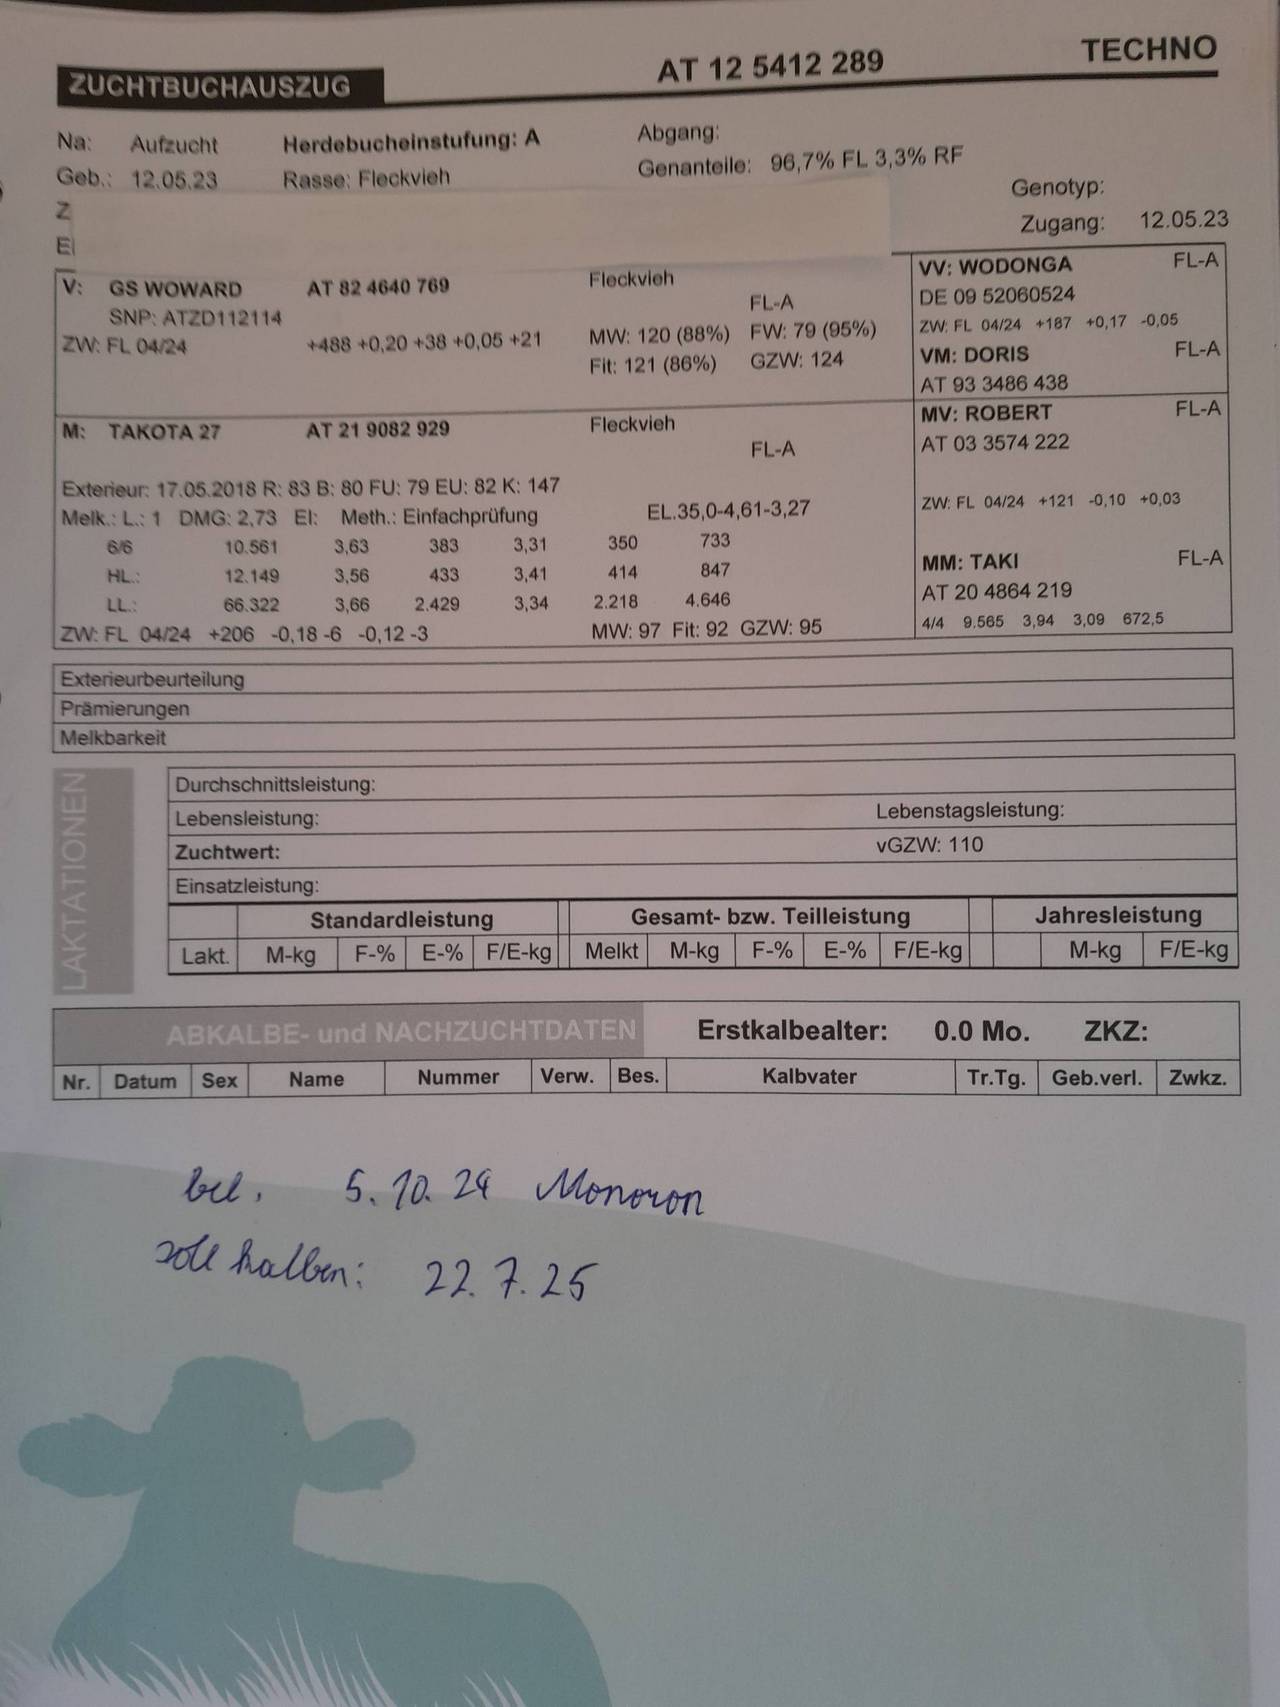 ZUCHTBUCHAUSZUG AT 12 5412 289 TECHNO
Na: Aufzucht Herdebucheinstufung: A Abgang:
Geb.: 12.05.23 Rasse: Fleckvieh Genanteile: 96,7% FL 3,3% RF
Genotyp:
Z
Zugang: 12.05.23
V: GS WOWARD AT 82 4640 769 Fleckvieh
SNP: ATZD112114 FL-A
ZW: FL 04/24 +488 +0,20 +38 +0,05 +21 MW: 120 (88%) FW: 79 (95%)
Fit: 121 (86%) GZW: 124
VV: WODONGA FL-A
DE 09 52060524
ZW: FL 04/24 +187 +0,17 -0,05
VM: DORIS FL-A
AT 93 3486 438
M: TAKOTA 27 AT 21 9082 929 Fleckvieh
FL-A
Exterieur: 17.05.2018 R: 83 B: 80 FU: 79 EU: 82 K: 147
Melk.: L.: 1 DMG: 2,73 EI: Meth.: Einfachprüfung EL.35,0-4,61-3,27
6/6 10.561 3,63 383 3,31 350 733
HL.: 12.149 3,56 433 3,41 414 847
LL.: 66.322 3,66 2.429 3,34 2.218 4.646
ZW: FL 04/24 +206 -0,18 -6 -0,12 -3 MW: 97 Fit: 92 GZW: 95
MV: ROBERT FL-A
AT 03 3574 222
ZW: FL 04/24 +121 -0,10 +0,03
MM: TAKI FL-A
AT 20 4864 219
4/4 9.565 3,94 3,09 672,5
Exterieurbeurteilung
Prämierungen
Melkbarkeit
LAKTATIONEN
Durchschnittsleistung:
Lebensleistung: Lebenstagsleistung:
Zuchtwert: vGZW: 110
Einsatzleistung:
Standardleistung Gesamt- bzw. Teilleistung Jahresleistung
Lakt. M-kg F-% E-% F/E-kg Melkt M-kg F-% E-% F/E-kg M-kg F/E-kg
ABKALBE- und NACHZUCHTDATEN Erstkalbealter: 0.0 Mo. ZKZ:
Nr. Datum Sex Name Nummer Verw. Bes. Kalbvater Tr.Tg. Geb.verl. Zwkz.
bel. 5.10.24 Monoron
soll kalben: 22.7.25